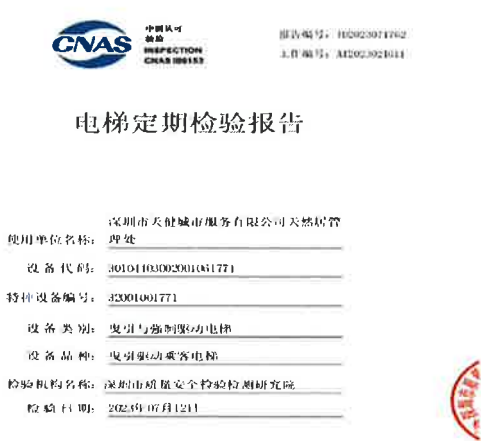 CNAS
中国认可
检验
INSPECTION
CNAS IB0153
报告编号:
工作编号:
电梯定期检验报告
深圳市天健城市服务有限公司天然居管
使用单位名称: 理处
设备代码:
特种设备编号: 32001001771
设备类别: 曳引与强制驱动电梯
设备品种: 曳引驱动乘客电梯
检验机构名称: 深圳市质量安全检验检测研究院
检验日期: 2023年07月12日